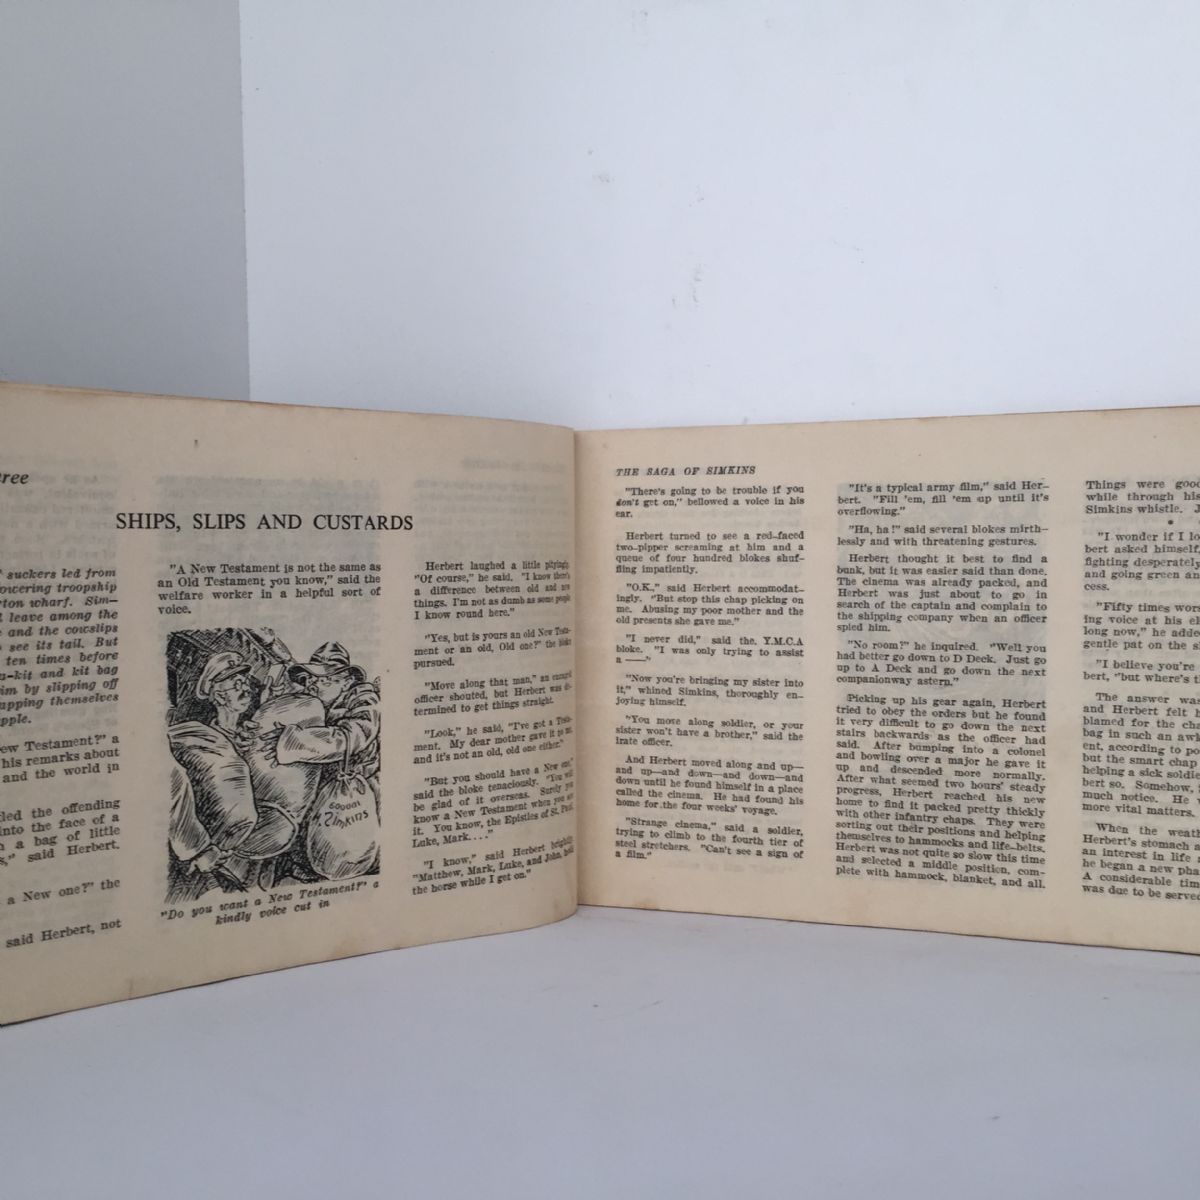 SHIPS, SLIPS AND CUSTARDS
suckers led from
troopship
wharf. Sim-
leave among the
and the cowslips
see its tail. But
ten times before
and kit bag
by slipping off
themselves
Testament?" a
his remarks about
and the world in
the offending
into the face of a
a bag of little
said Herbert.
a New one?" the
said Herbert, not
"A New Testament is not the same as
an Old Testament you know," said the
welfare worker in a helpful sort of
voice.
GOODAL
H. Simkins
"Do you want a New Testament?" a
kindly voice cut in
Herbert laughed a little pityingly.
"Of course," he said. "I know there's
a difference between old and new
things. I'm not as dumb as some people
I know round here."
"Yes, but is yours an old New Testa-
ment or an old, Old one?" the bloke
pursued.
"Move along that man," an enraged
officer shouted, but Herbert was de-
termined to get things straight.
"Look," he said, "I've got a Testa-
ment. My dear mother gave it to me,
and it's not an old, old one either."
"But you should have a New one,"
said the bloke tenaciously. "You will
be glad of it overseas. Surely you
know a New Testament when you see
it. You know, the Epistles of St. Paul,
Luke, Mark. . . ."
"I know," said Herbert brightly.
"Matthew, Mark, Luke, and John, hold
the horse while I get on."
THE SAGA OF SIMKINS
"There's going to be trouble if you
don't get on," bellowed a voice in his
ear.
Herbert turned to see a red-faced
two-pipper screaming at him and a
queue of four hundred blokes shuf-
fling impatiently.
"O.K.," said Herbert accommodat-
ingly. "But stop this chap picking on
me. Abusing my poor mother and the
old presents she gave me."
"I never did," said the Y.M.C.A
bloke. "I was only trying to assist
a ——"
"Now you're bringing my sister into
it," whined Simkins, thoroughly en-
joying himself.
"You move along soldier, or your
sister won't have a brother," said the
irate officer.
And Herbert moved along and up—
and up—and down—and down—and
down until he found himself in a place
called the cinema. He had found his
home for the four weeks' voyage.
"Strange cinema," said a soldier,
trying to climb to the fourth tier of
steel stretchers. "Can't see a sign of
a film."
"It's a typical army film," said Her-
bert. "Fill 'em, fill 'em up until it's
overflowing."
"Ha, ha!" said several blokes mirth-
lessly and with threatening gestures.
Herbert thought it best to find a
bunk, but it was easier said than done.
The cinema was already packed, and
Herbert was just about to go in
search of the captain and complain to
the shipping company when an officer
spied him.
"No room?" he inquired. "Well you
had better go down to D Deck. Just go
up to A Deck and go down the next
companionway astern."
Picking up his gear again, Herbert
tried to obey the orders but he found
it very difficult to go down the next
stairs backwards as the officer had
said. After bumping into a colonel
and bowling over a major he gave it
up and descended more normally.
After what seemed two hours' steady
progress, Herbert reached his new
home to find it packed pretty thickly
with other infantry chaps. They were
sorting out their positions and helping
themselves to hammocks and life-belts.
Herbert was not quite so slow this time
and selected a middle position, com-
plete with hammock, blanket, and all.
Things were
while through his
Simkins whistle.
"I wonder if I
bert asked himself,
fighting desperately
and going green
cess.
"Fifty times
ing voice at his
long now," he added
gentle pat on the
"I believe you're
bert, "but where's
The answer was
and Herbert felt
blamed for the
bag in such an
ent, according to
but the smart chap
helping a sick
bert so. Somehow,
much notice. He
more vital matters.
When the
Herbert's stomach
an interest in life
he began a new
A considerable
was due to be served